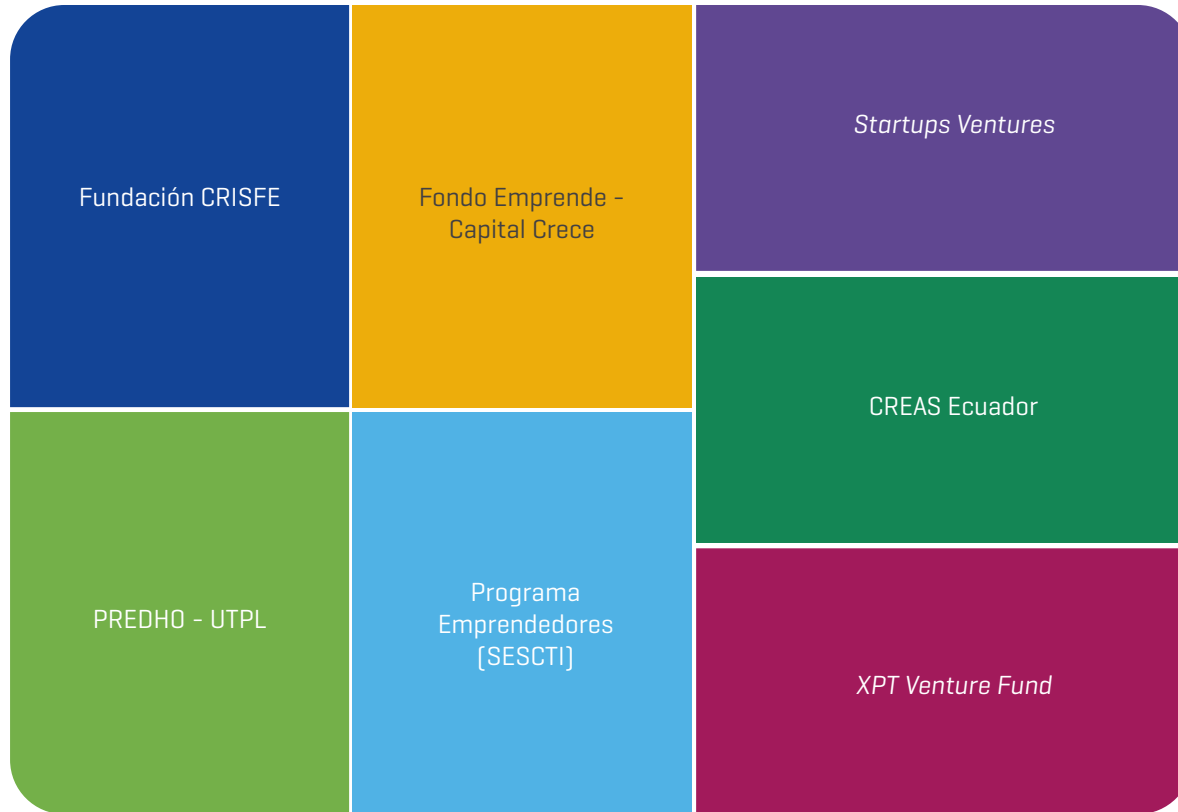 Fundación CRISFE
Fondo Emprende -
Capital Crece
Startups Ventures
CREAS Ecuador
PREDHO - UTPL
Programa
Emprendedores
[SESCTI]
XPT Venture Fund